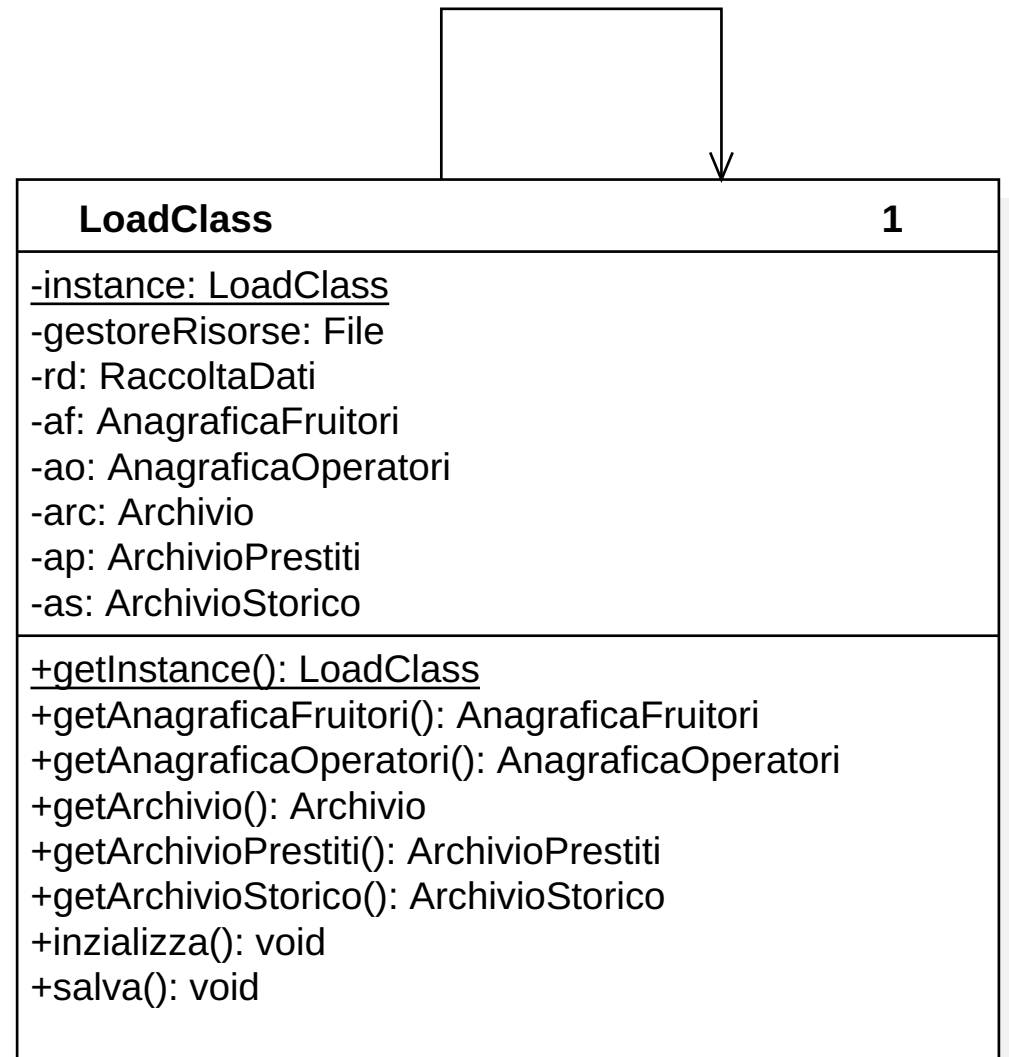 LoadClass 1
-instance: LoadClass
-gestoreRisorse: File
-rd: RaccoltaDati
-af: AnagraficaFruitori
-ao: AnagraficaOperatori
-arc: Archivio
-ap: ArchivioPrestiti
-as: ArchivioStorico
+getInstance(): LoadClass
+getAnagraficaFruitori(): AnagraficaFruitori
+getAnagraficaOperatori(): AnagraficaOperatori
+getArchivio(): Archivio
+getArchivioPrestiti(): ArchivioPrestiti
+getArchivioStorico(): ArchivioStorico
+inzializza(): void
+salva(): void